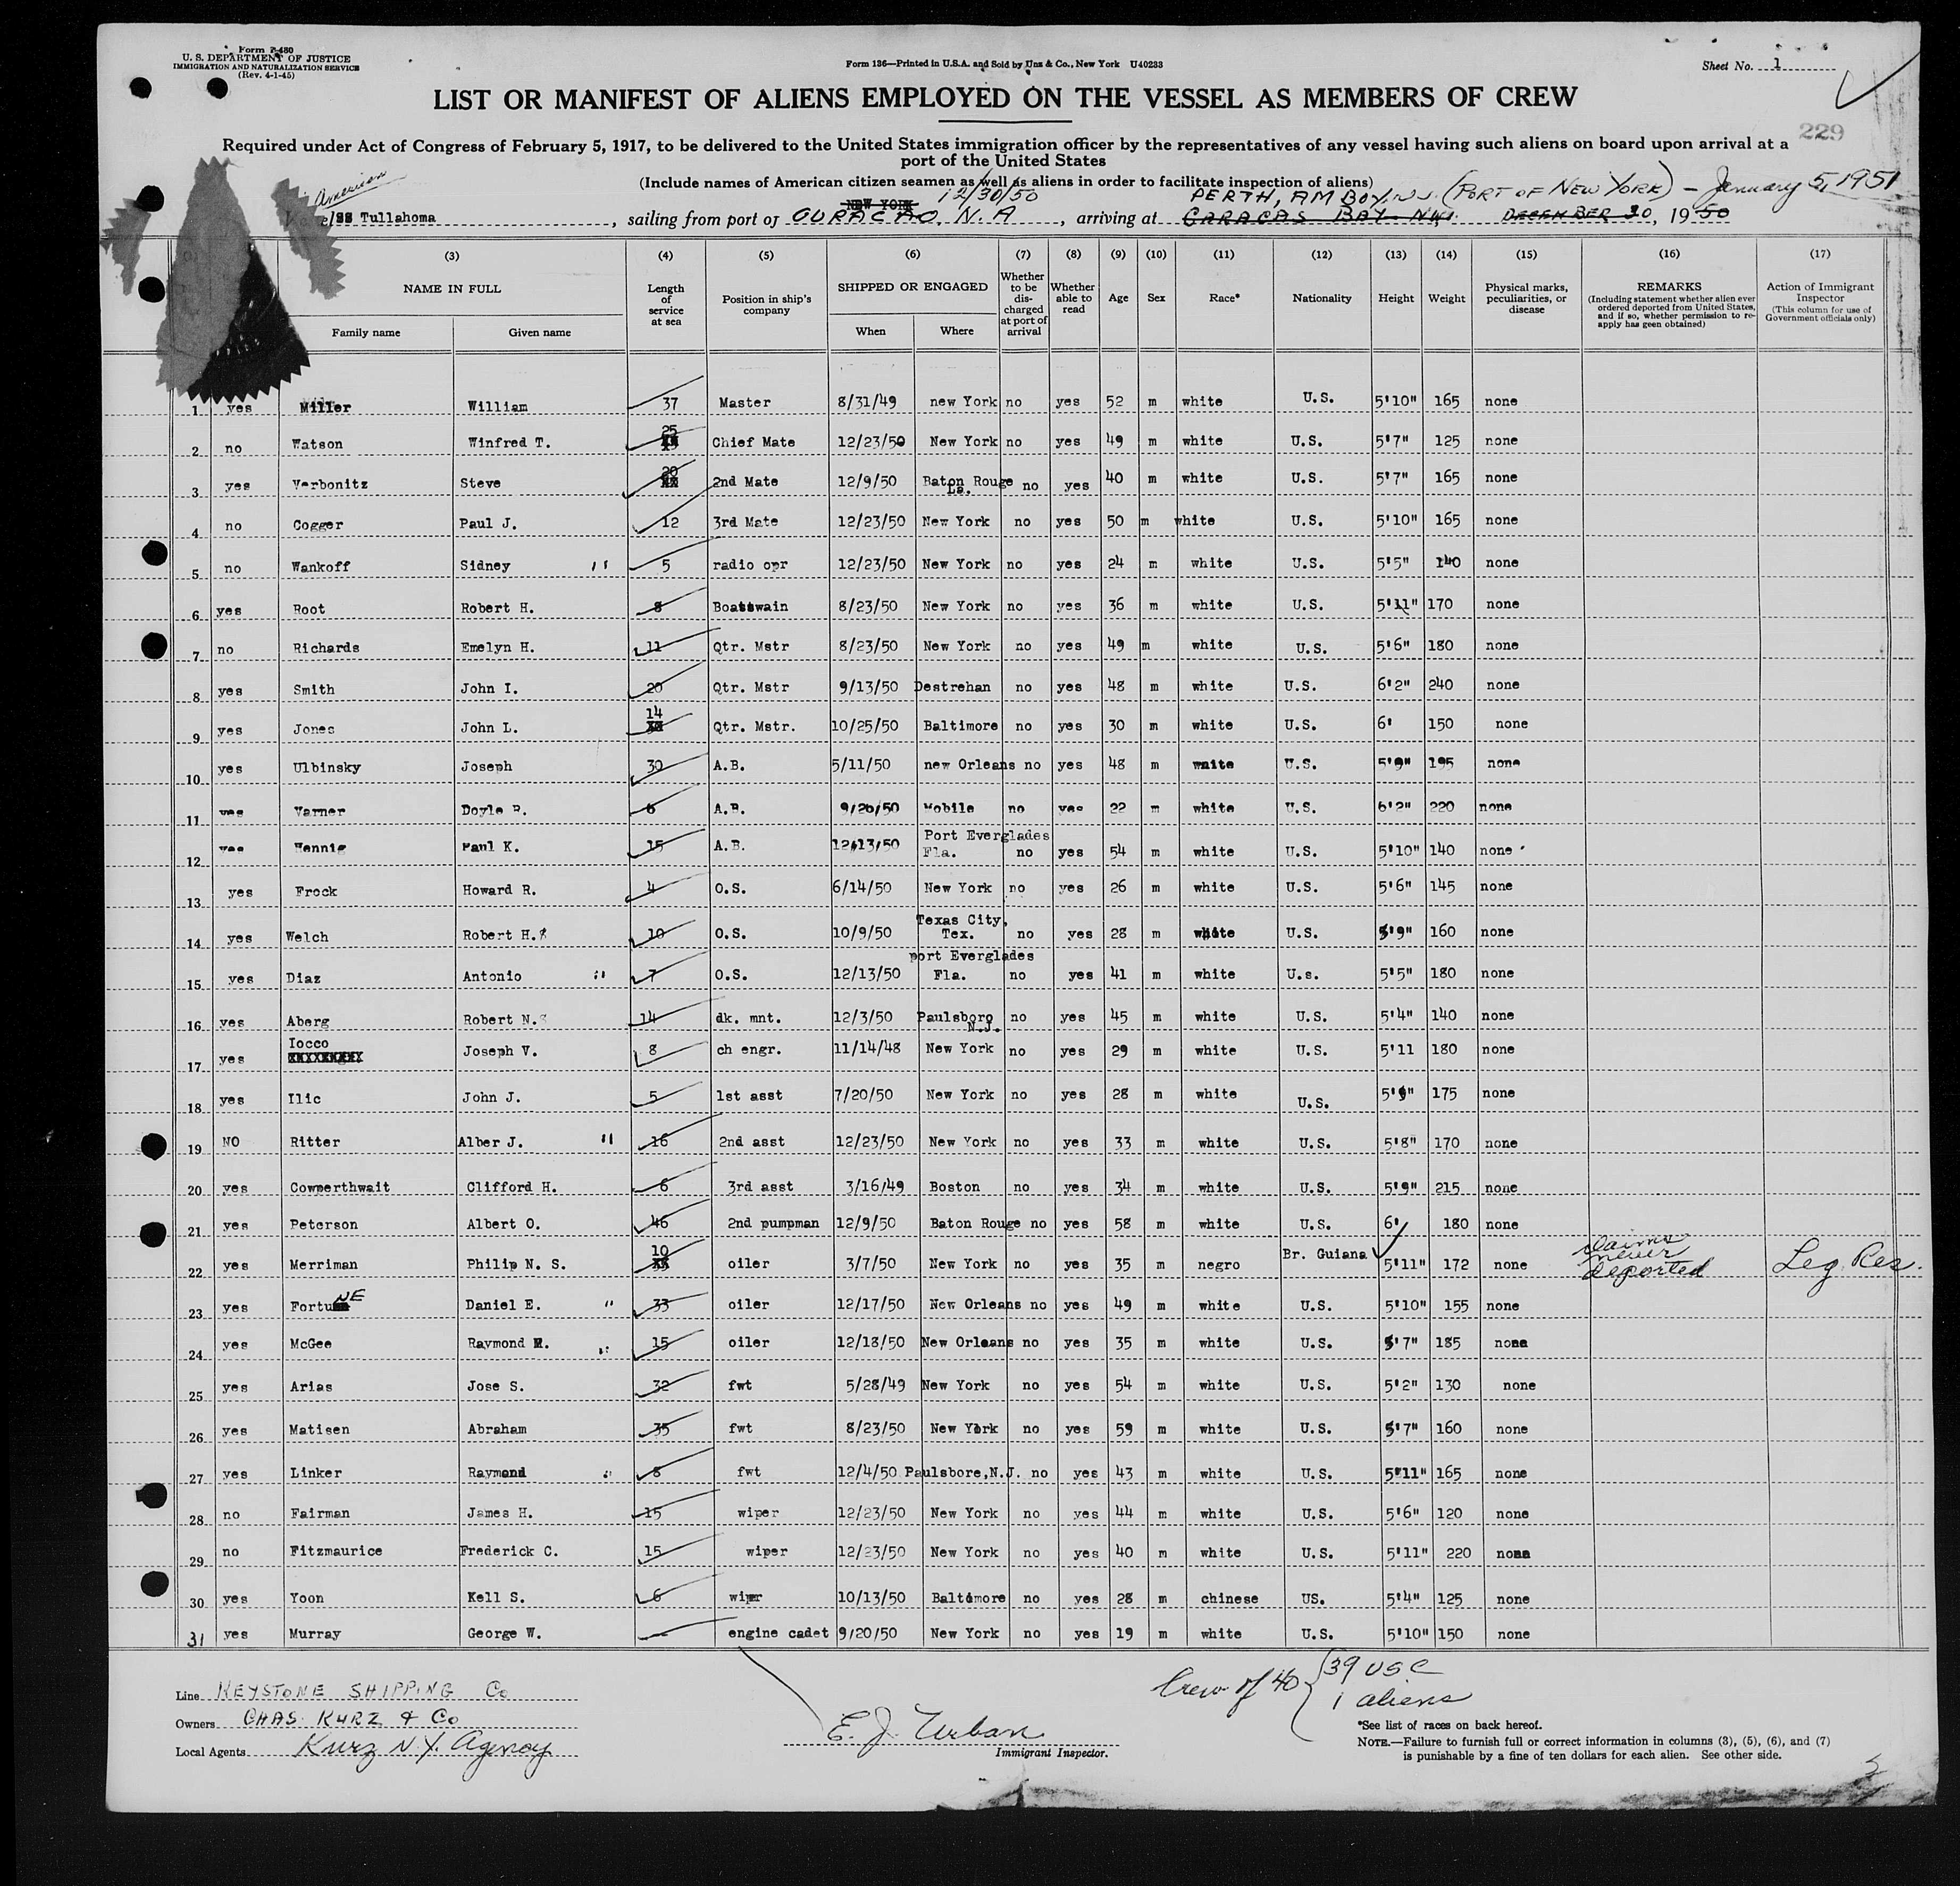 Form I-480
U. S. DEPARTMENT OF JUSTICE
IMMIGRATION AND NATURALIZATION SERVICE
(Rev. 4-1-45)
Form 136—Printed in U.S.A. and Sold by Unz & Co., New York U40233
Sheet No. 1
LIST OR MANIFEST OF ALIENS EMPLOYED ON THE VESSEL AS MEMBERS OF CREW
229
Required under Act of Congress of February 5, 1917, to be delivered to the United States immigration officer by the representatives of any vessel having such aliens on board upon arrival at a
port of the United States
(Include names of American citizen seamen as well as aliens in order to facilitate inspection of aliens)
American
12/30/50 PERTH, AMBOY, N.J. (PORT OF NEW YORK) – January 5, 1951
NEW YORK
SS Tullahoma, sailing from port of CURACAO, N.A, arriving at CARACAS BAY NWI. DECEMBER 30, 1950
(3) (4) (5) (6) (7) (8) (9) (10) (11) (12) (13) (14) (15) (16) (17)
NAME IN FULL Length of service at sea Position in ship's company SHIPPED OR ENGAGED Whether to be discharged at port of arrival Whether able to read Age Sex Race* Nationality Height Weight Physical marks, peculiarities, or disease REMARKS (Including statement whether alien ever ordered deported from United States, and if so, whether permission to reapply has geen obtained) Action of Immigrant Inspector (This column for use of Government officials only)
Family name Given name When Where
1 yes Miller William 37 Master 8/31/49 new York no yes 52 m white U.S. 5'10" 165 none
2 no Watson Winfred T. 25 Chief Mate 12/23/50 New York no yes 49 m white U.S. 5'7" 125 none
3 yes Verbonitz Steve 20 2nd Mate 12/9/50 Baton Rouge La. no yes 40 m white U.S. 5'7" 165 none
4 no Cogger Paul J. 12 3rd Mate 12/23/50 New York no yes 50 m white U.S. 5'10" 165 none
5 no Wankoff Sidney " 5 radio opr 12/23/50 New York no yes 24 m white U.S. 5'5" 140 none
6 yes Root Robert H. 8 Boatswain 8/23/50 New York no yes 36 m white U.S. 5'11" 170 none
7 no Richards Emelyn H. 11 Qtr. Mstr 8/23/50 New York no yes 49 m white U.S. 5'6" 180 none
8 yes Smith John I. 20 Qtr. Mstr 9/13/50 Destrehan no yes 48 m white U.S. 6'2" 240 none
9 yes Jones John L. 14 Qtr. Mstr. 10/25/50 Baltimore no yes 30 m white U.S. 6' 150 none
10 yes Ulbinsky Joseph 30 A.B. 5/11/50 new Orleans no yes 48 m white U.S. 5'9" 195 none
11 yes Varner Doyle R. 6 A.B. 9/20/50 Mobile no yes 22 m white U.S. 6'2" 220 none
12 yes Hennig Paul K. 15 A.B. 12/13/50 Port Everglades Fla. no yes 54 m white U.S. 5'10" 140 none
13 yes Frock Howard R. 4 O.S. 6/14/50 New York no yes 26 m white U.S. 5'6" 145 none
14 yes Welch Robert H. 10 O.S. 10/9/50 Texas City, Tex. no yes 28 m white U.S. 5'9" 160 none
15 yes Diaz Antonio " 7 O.S. 12/13/50 port Everglades Fla. no yes 41 m white U.s. 5'5" 180 none
16 yes Aberg Robert N. 14 dk. mnt. 12/3/50 Paulsboro N.J. no yes 45 m white U.S. 5'4" 140 none
17 yes Iocco Joseph V. 8 ch engr. 11/14/48 New York no yes 29 m white U.S. 5'11 180 none
18 yes Ilic John J. 5 1st asst 7/20/50 New York no yes 28 m white U.S. 5'9" 175 none
19 NO Ritter Alber J. " 16 2nd asst 12/23/50 New York no yes 33 m white U.S. 5'8" 170 none
20 yes Cowperthwait Clifford H. 6 3rd asst 3/16/49 Boston no yes 34 m white U.S. 5'9" 215 none
21 yes Peterson Albert O. 46 2nd pumpman 12/9/50 Baton Rouge no yes 58 m white U.S. 6' 180 none
22 yes Merriman Philip N. S. 10 oiler 3/7/50 New York no yes 35 m negro Br. Guiana 5'11" 172 none claims never deported Leg. Res.
23 yes FortuNE Daniel E. " 33 oiler 12/17/50 New Orleans no yes 49 m white U.S. 5'10" 155 none
24 yes McGee Raymond R. " 15 oiler 12/18/50 New Orleans no yes 35 m white U.S. 5'7" 185 none
25 yes Arias Jose S. 32 fwt 5/28/49 New York no yes 54 m white U.S. 5'2" 130 none
26 yes Matisen Abraham 35 fwt 8/23/50 New York no yes 59 m white U.S. 5'7" 160 none
27 yes Linker Raymond " 8 fwt 12/4/50 Paulsbore,N.J. no yes 43 m white U.S. 5'11" 165 none
28 no Fairman James H. 15 wiper 12/23/50 New York no yes 44 m white U.S. 5'6" 120 none
29 no Fitzmaurice Frederick C. 15 wiper 12/23/50 New York no yes 40 m white U.S. 5'11" 220 none
30 yes Yoon Kell S. 6 wiper 10/13/50 Baltimore no yes 28 m chinese US. 5'4" 125 none
31 yes Murray George W. — engine cadet 9/20/50 New York no yes 19 m white U.S. 5'10" 150 none
Line KEYSTONE SHIPPING Co
Owners CHAS. KURZ & Co
Local Agents Kurz N.Y. Agency
E. J. Urban
Immigrant Inspector.
Crew of 40 { 39 USC
1 aliens
*See list of races on back hereof.
NOTE.—Failure to furnish full or correct information in columns (3), (5), (6), and (7)
is punishable by a fine of ten dollars for each alien. See other side.